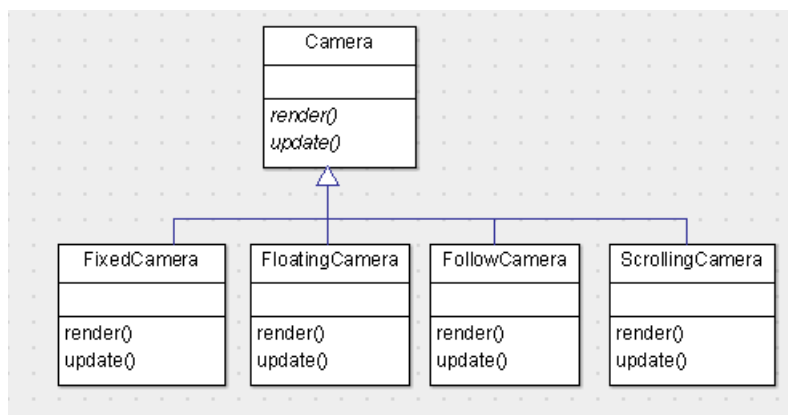 Camera
render()
update()
FixedCamera
render()
update()
FloatingCamera
render()
update()
FollowCamera
render()
update()
ScrollingCamera
render()
update()